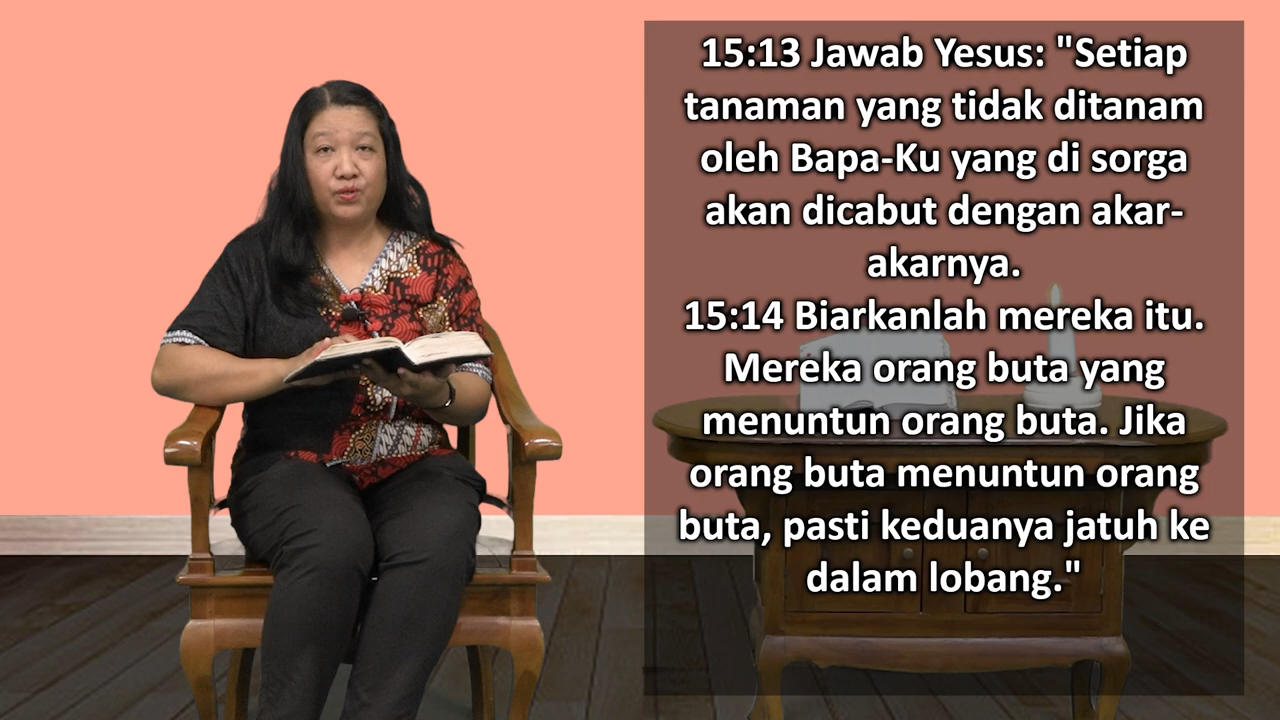 15:13 Jawab Yesus: "Setiap
tanaman yang tidak ditanam
oleh Bapa-Ku yang di sorga
akan dicabut dengan akar-
akarnya.
15:14 Biarkanlah mereka itu.
Mereka orang buta yang
menuntun orang buta. Jika
orang buta menuntun orang
buta, pasti keduanya jatuh ke
dalam lobang."